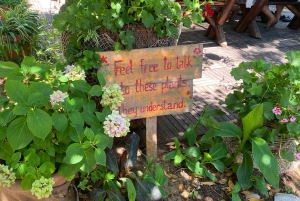 Feel free to talk
to these plants
they understand.